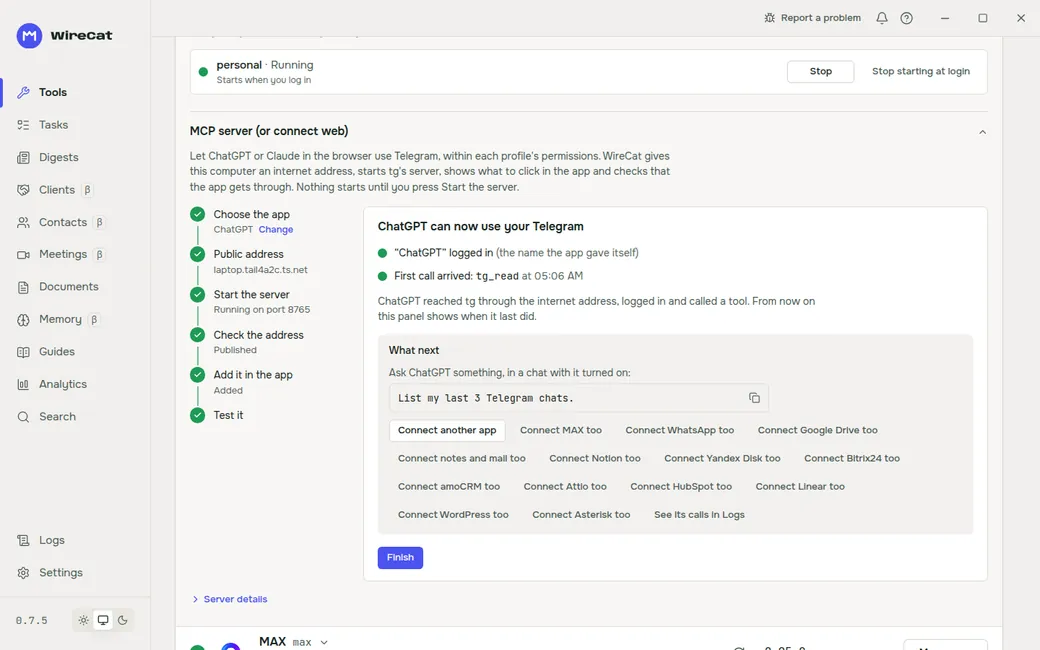 WireCat
Report a problem
personal · Running
Starts when you log in
Stop
Stop starting at login
Tools
Tasks
Digests
Clients β
Contacts β
Meetings β
Documents
Memory β
Guides
Analytics
Search
Logs
Settings
0.7.5
MCP server (or connect web)
Let ChatGPT or Claude in the browser use Telegram, within each profile's permissions. WireCat gives
this computer an internet address, starts tg's server, shows what to click in the app and checks that
the app gets through. Nothing starts until you press Start the server.
Choose the app
ChatGPT Change
Public address
laptop.tail4a2c.ts.net
Start the server
Running on port 8765
Check the address
Published
Add it in the app
Added
Test it
ChatGPT can now use your Telegram
"ChatGPT" logged in (the name the app gave itself)
First call arrived: tg_read at 05:06 AM
ChatGPT reached tg through the internet address, logged in and called a tool. From now on
this panel shows when it last did.
What next
Ask ChatGPT something, in a chat with it turned on:
List my last 3 Telegram chats.
Connect another app
Connect MAX too
Connect WhatsApp too
Connect Google Drive too
Connect notes and mail too
Connect Notion too
Connect Yandex Disk too
Connect Bitrix24 too
Connect amoCRM too
Connect Attio too
Connect HubSpot too
Connect Linear too
Connect WordPress too
Connect Asterisk too
See its calls in Logs
Finish
Server details
MAX max